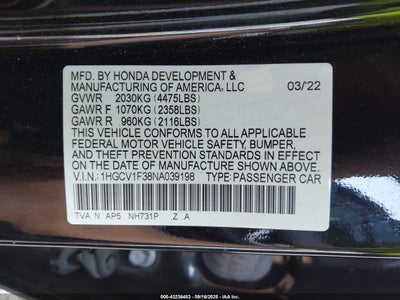 MFD. BY HONDA DEVELOPMENT &
MANUFACTURING OF AMERICA, LLC 03/'22
GVWR 2030KG (4475LBS)
GAWR F 1070KG (2358LBS)
GAWR R 960KG (2116LBS)
THIS VEHICLE CONFORMS TO ALL APPLICABLE
FEDERAL MOTOR VEHICLE SAFETY, BUMPER,
AND THEFT PREVENTION STANDARDS IN EFFECT
ON THE DATE OF MANUFACTURE SHOWN ABOVE.
V.I.N.: 1HGCV1F38NA039198 TYPE: PASSENGER CAR
TVA N AP5 NH731P Z A
000-43236483 - 09/16/2025 - IAAI.COM